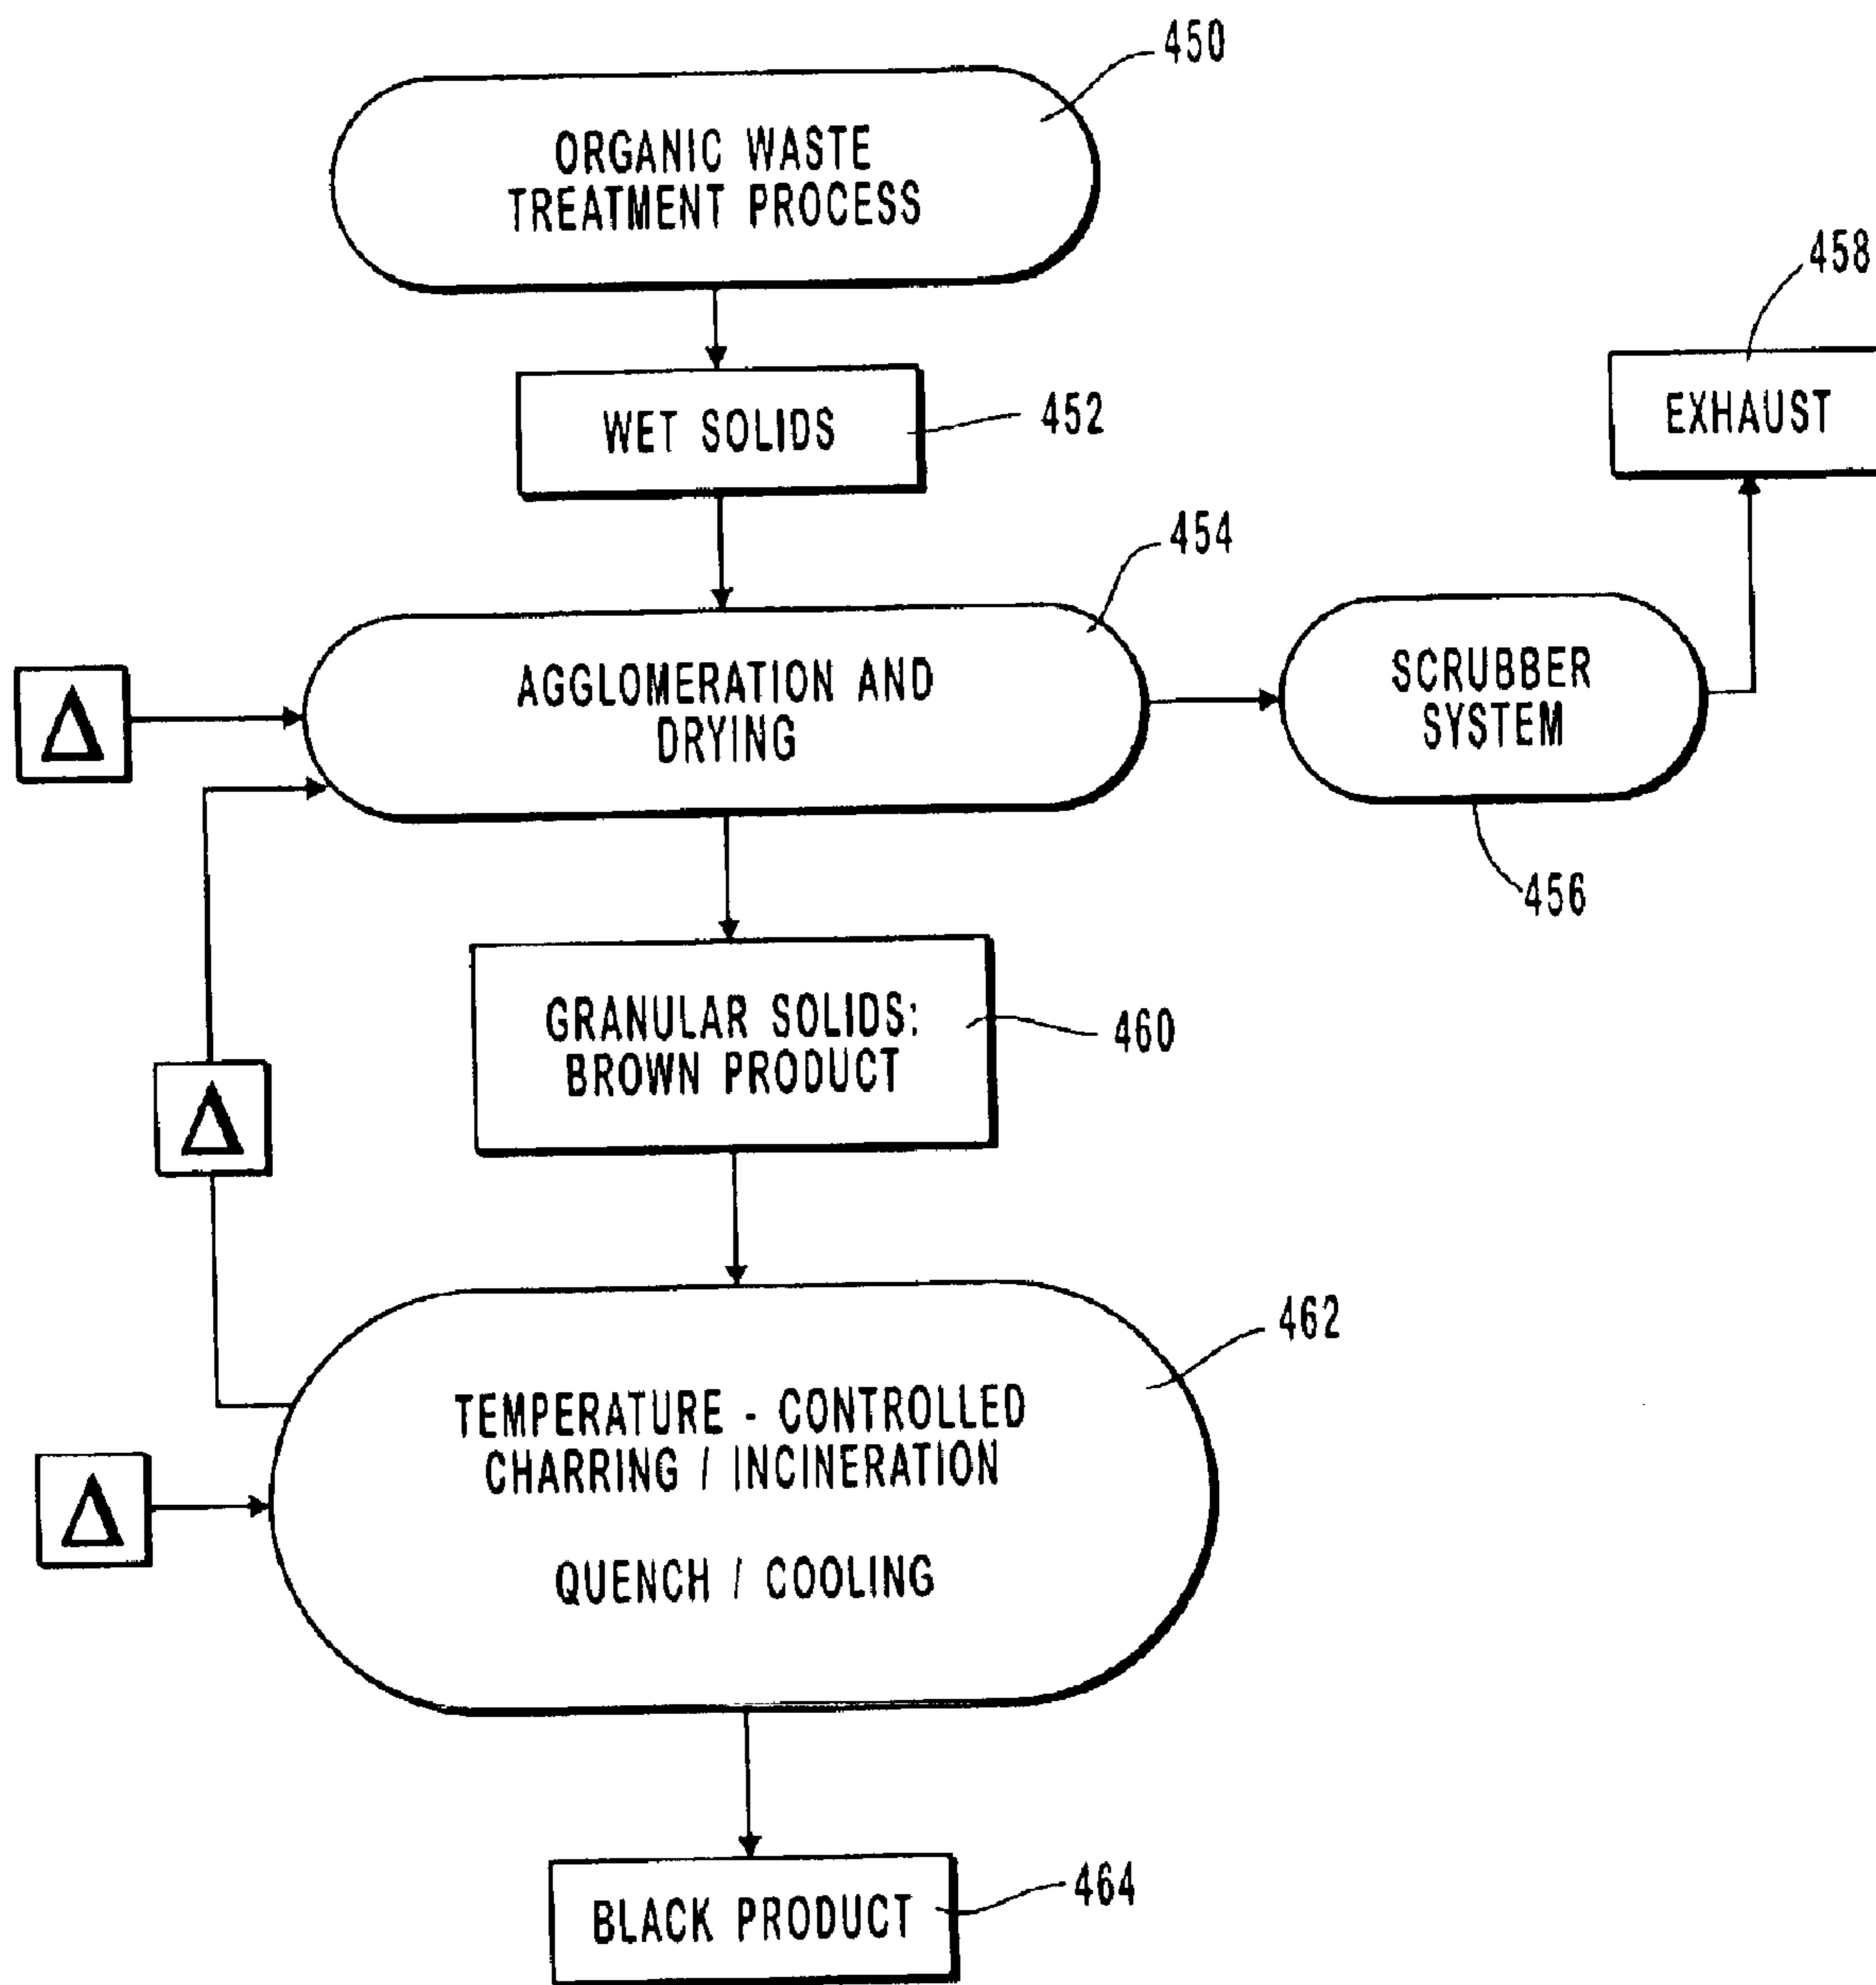 450
ORGANIC WASTE
TREATMENT PROCESS
458
EXHAUST
WET SOLIDS
452
454
AGGLOMERATION AND
DRYING
SCRUBBER
SYSTEM
Δ
456
GRANULAR SOLIDS:
BROWN PRODUCT
460
Δ
462
TEMPERATURE - CONTROLLED
CHARRING / INCINERATION
QUENCH / COOLING
Δ
BLACK PRODUCT
464